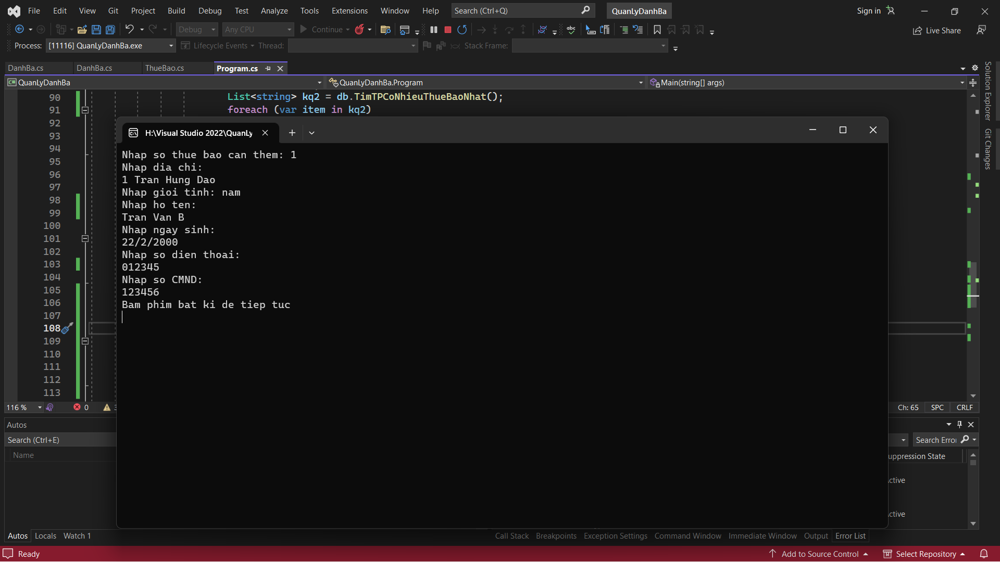 File Edit View Git Project Build Debug Test Analyze Tools Extensions Window Help Search (Ctrl+Q) QuanLyDanhBa Sign in
Debug Any CPU Continue Live Share
Process: [11116] QuanLyDanhBa.exe Lifecycle Events Thread: Stack Frame:
DanhBa.cs DanhBa.cs ThueBao.cs Program.cs
QuanLyDanhBa QuanLyDanhBa.Program Main(string[] args)
Solution Explorer
Git Changes
90 List<string> kq2 = db.TimTPCoNhieuThueBaoNhat();
91 foreach (var item in kq2)
92
93
94
95
96
97
98
99
100
101
102
103
104
105
106
107
108
109
110
111
112
113
H:\Visual Studio 2022\QuanLy
Nhap so thue bao can them: 1
Nhap dia chi:
1 Tran Hung Dao
Nhap gioi tinh: nam
Nhap ho ten:
Tran Van B
Nhap ngay sinh:
22/2/2000
Nhap so dien thoai:
012345
Nhap so CMND:
123456
Bam phim bat ki de tiep tuc
116 % 0 Ch: 65 SPC CRLF
Autos
Search (Ctrl+E) Search Error
Name uppression State
ctive
ctive
Autos Locals Watch 1 Call Stack Breakpoints Exception Settings Command Window Immediate Window Output Error List
Ready Add to Source Control Select Repository